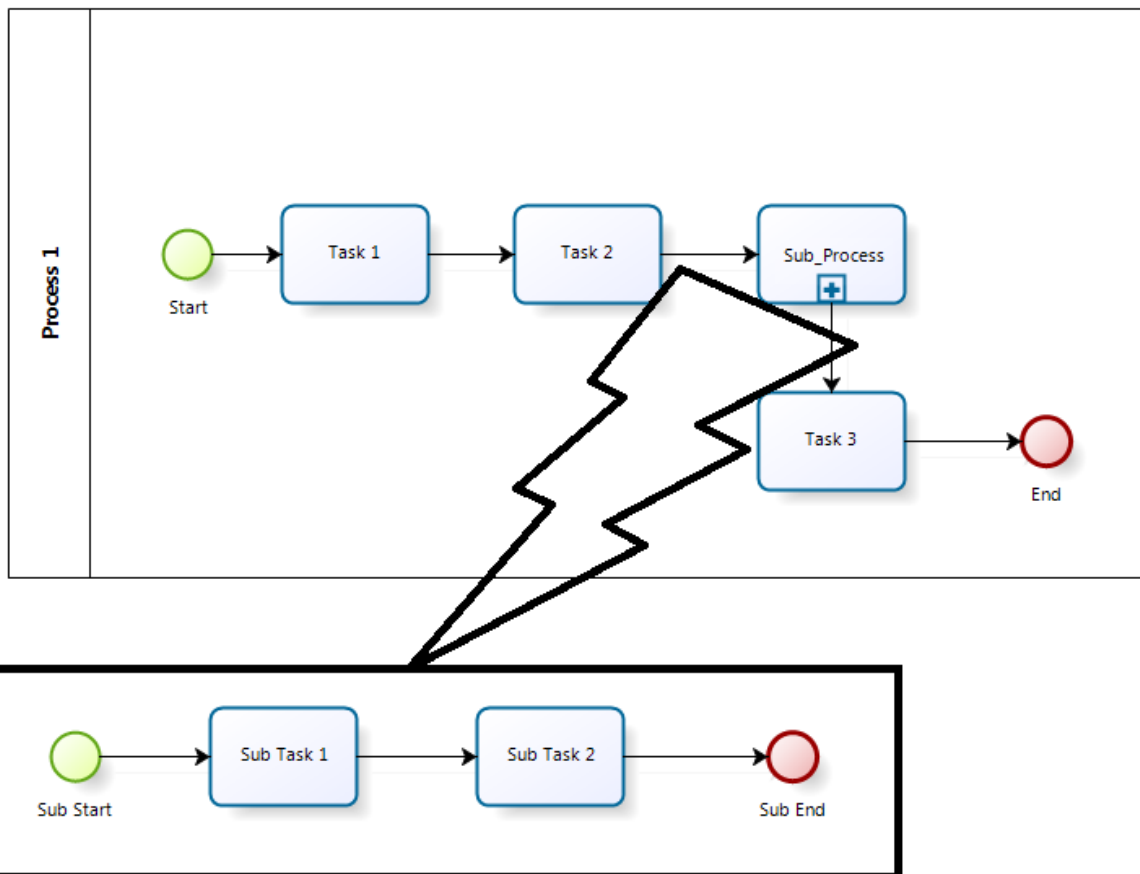 Process 1
Task 1
Task 2
Sub_Process
Start
Task 3
End
Sub Task 1
Sub Task 2
Sub Start
Sub End